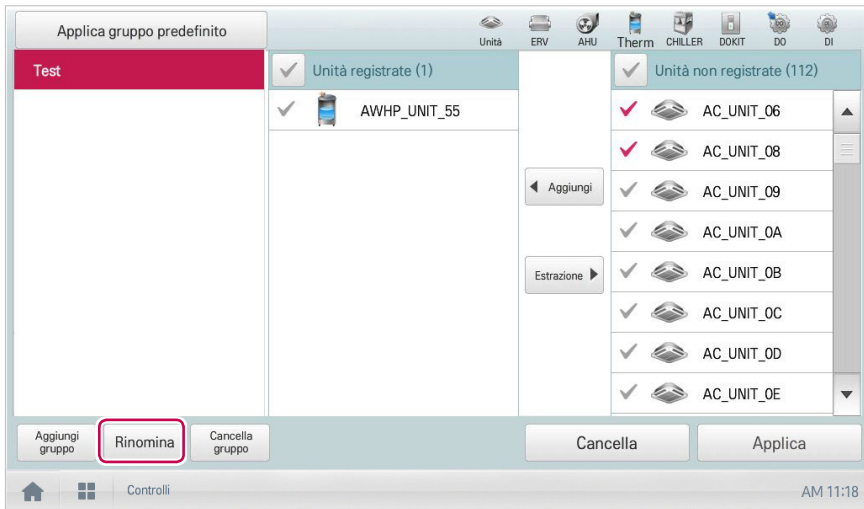 Applica gruppo predefinito
Unità
ERV
AHU
Therm
CHILLER
DOKIT
DO
DI
Test
Unità registrate (1)
Unità non registrate (112)
AWHP_UNIT_55
AC_UNIT_06
AC_UNIT_08
Aggiungi
AC_UNIT_09
AC_UNIT_0A
Estrazione
AC_UNIT_0B
AC_UNIT_0C
AC_UNIT_0D
AC_UNIT_0E
Aggiungi
gruppo
Rinomina
Cancella
gruppo
Cancella
Applica
Controlli
AM 11:18